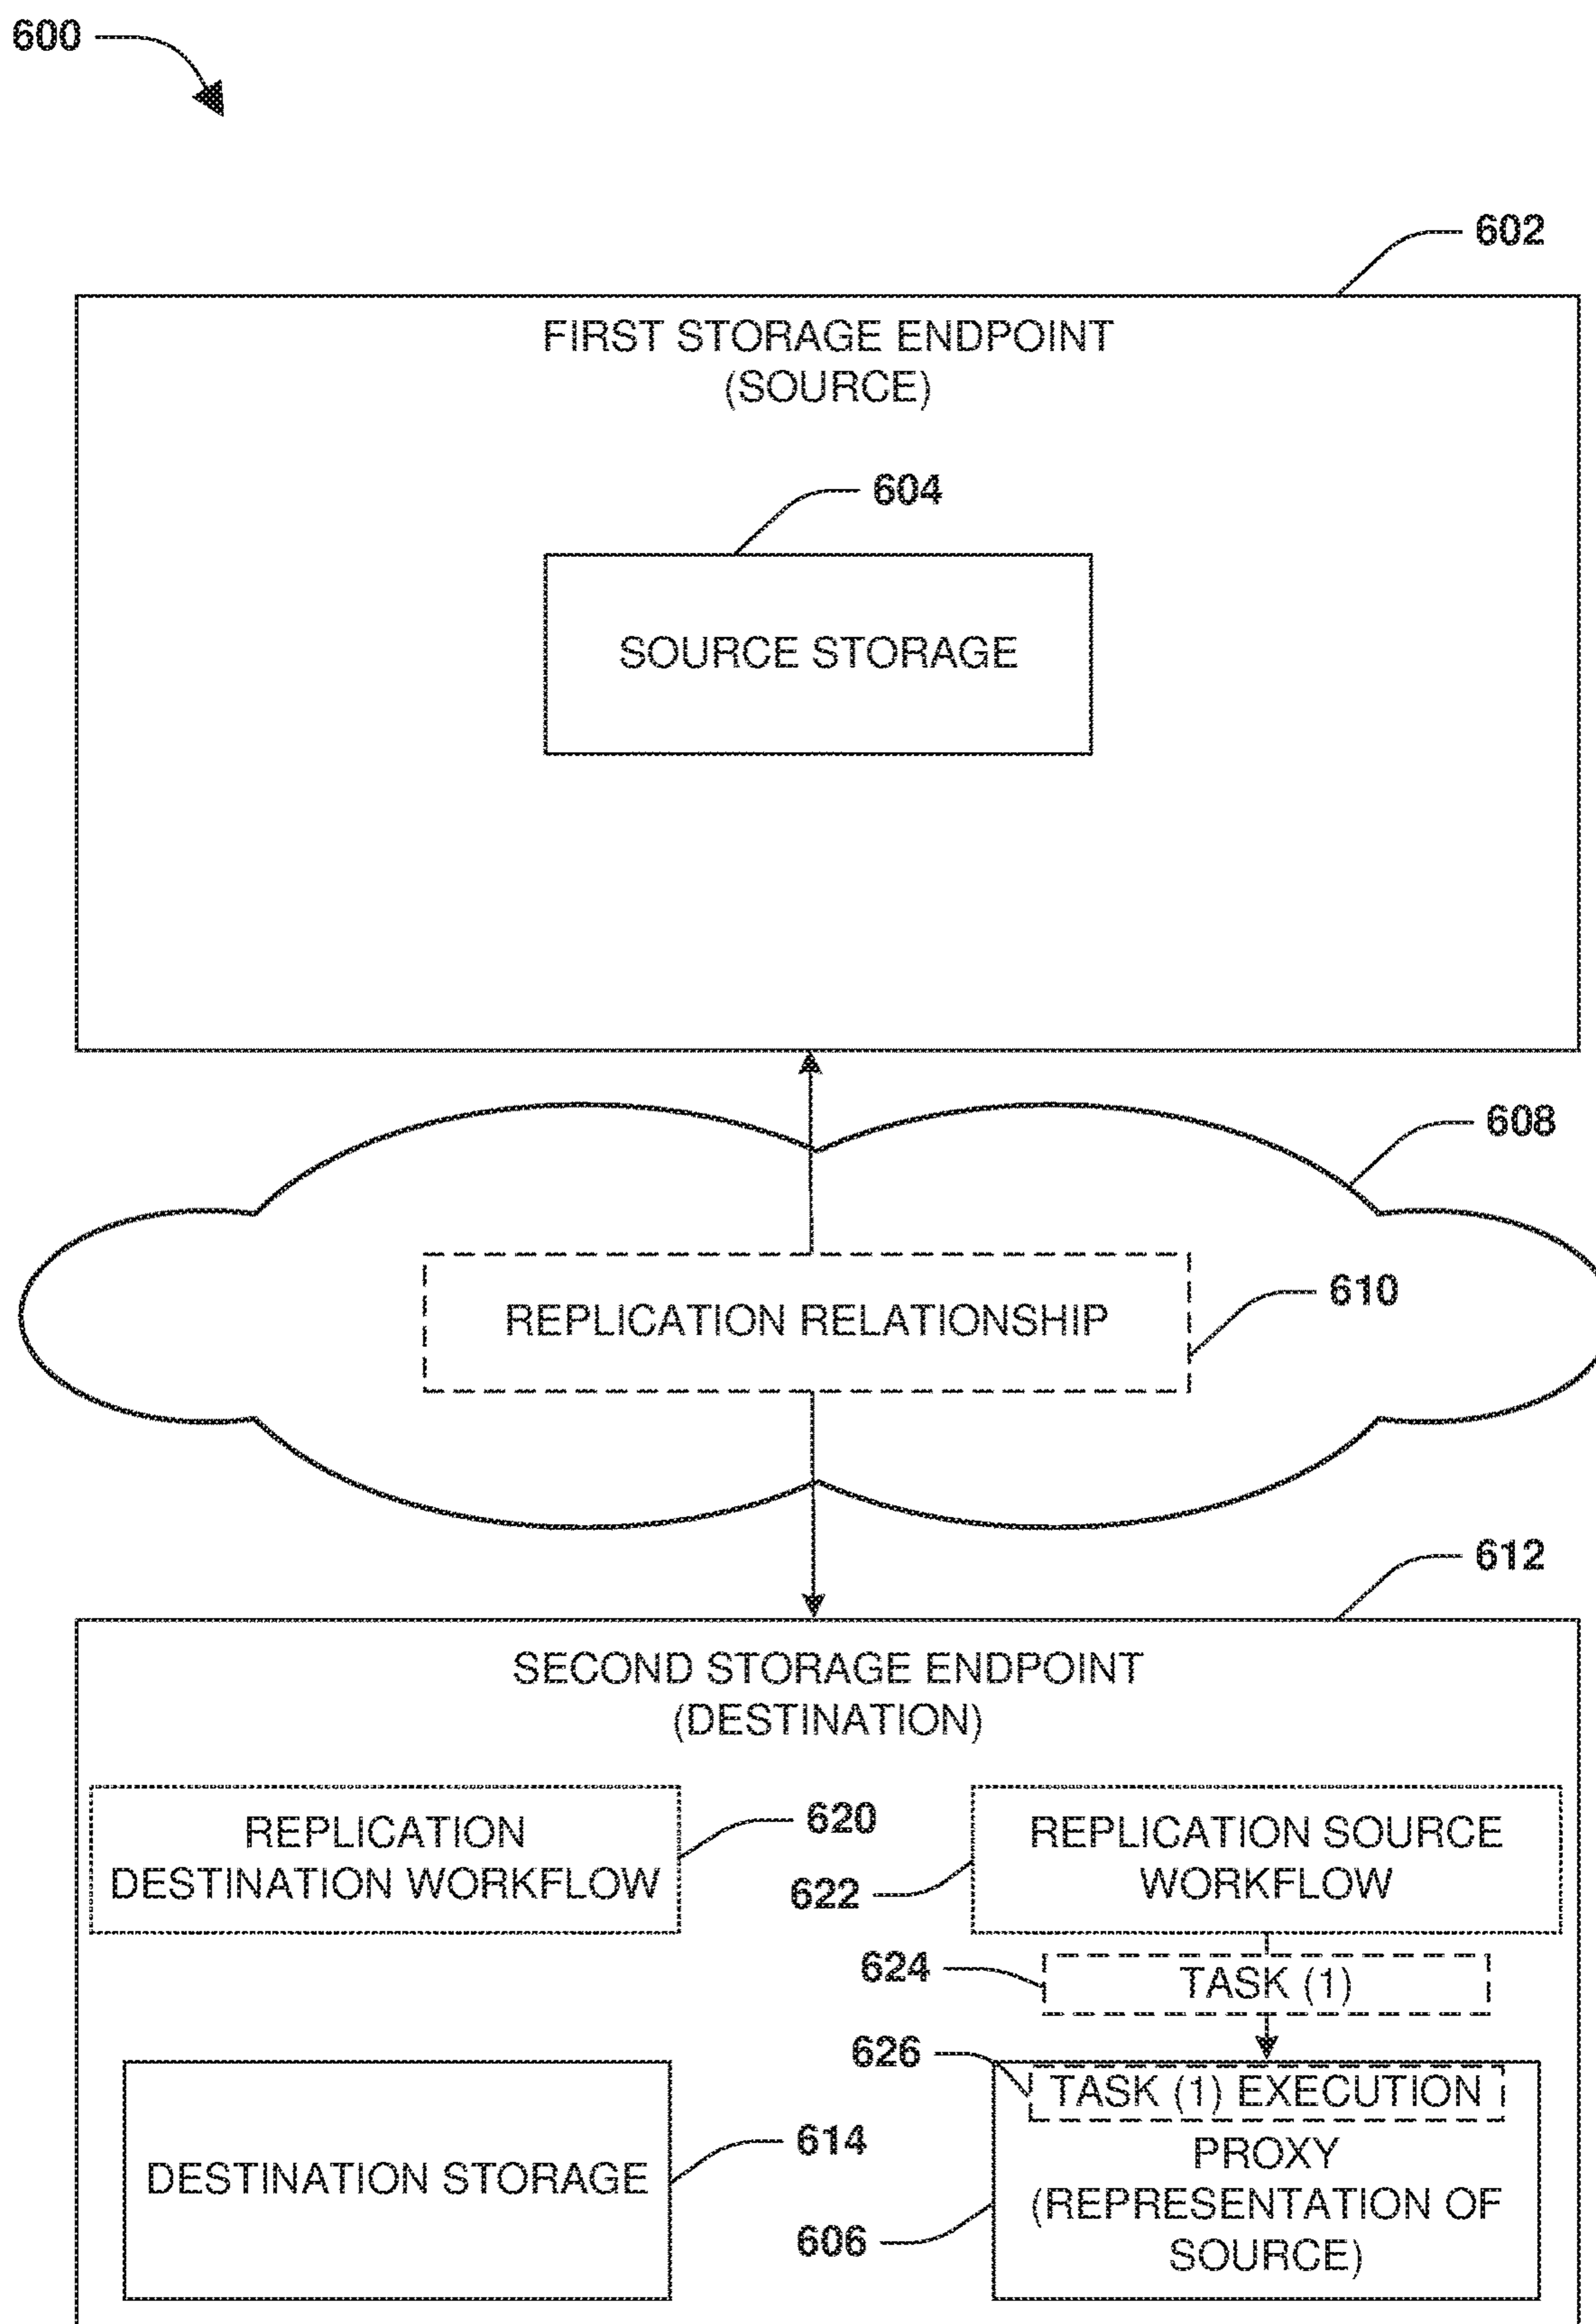 600
602
FIRST STORAGE ENDPOINT
(SOURCE)
604
SOURCE STORAGE
608
610
REPLICATION RELATIONSHIP
612
SECOND STORAGE ENDPOINT
(DESTINATION)
REPLICATION
DESTINATION WORKFLOW
620
622
REPLICATION SOURCE
WORKFLOW
624
TASK (1)
626
TASK (1) EXECUTION
DESTINATION STORAGE
614
606
PROXY
(REPRESENTATION OF
SOURCE)